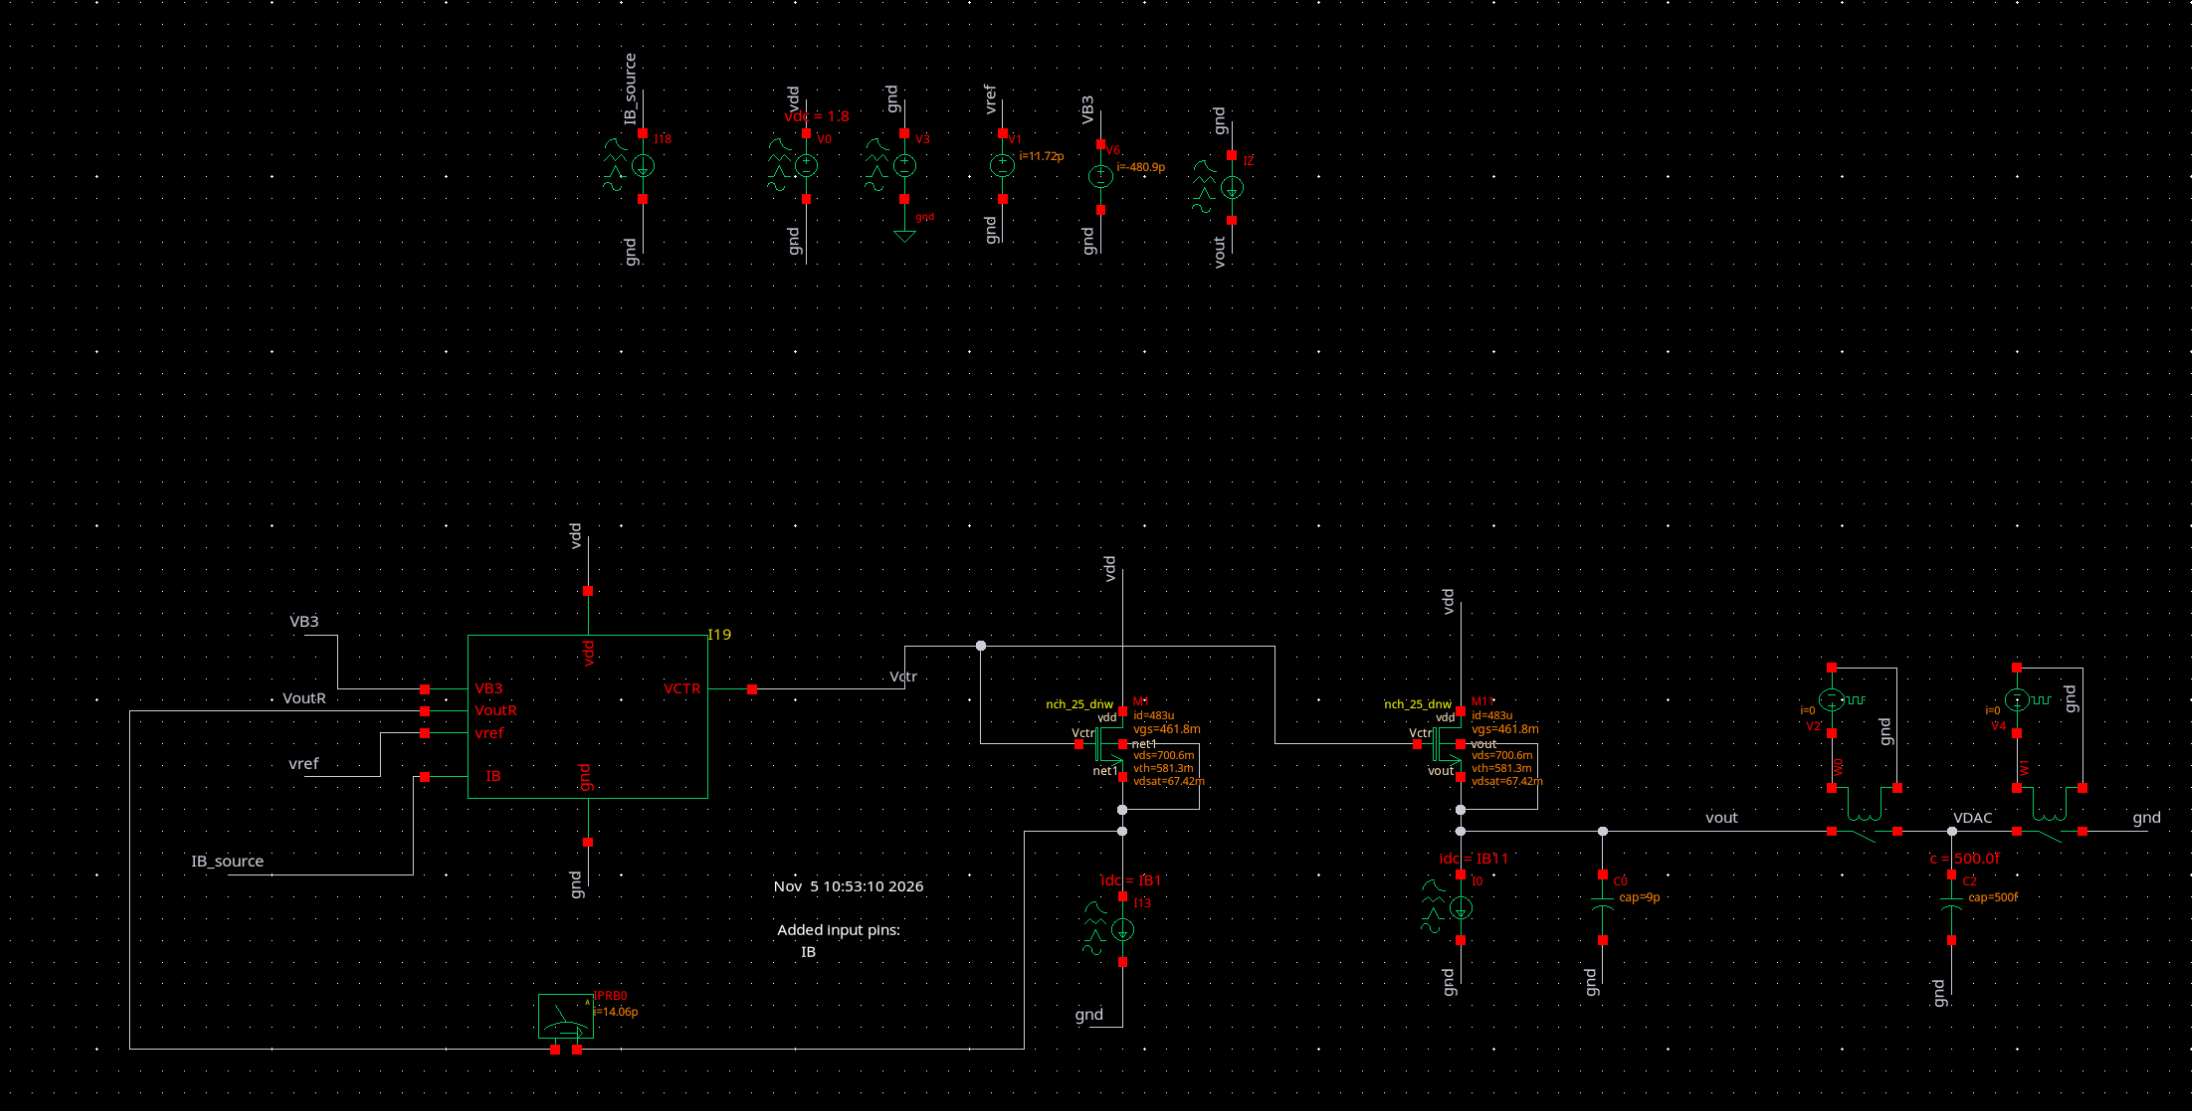 IB_source
I18
gnd
vdd
vdc = 1.8
V0
gnd
gnd
V3
gnd
vref
V1
i=11.72p
gnd
VB3
V6
i=-480.9p
gnd
gnd
IZ
vout
vdd
I19
vdd
VB3
VB3
VoutR
VoutR
vref
vref
IB
IB_source
VCTR
gnd
gnd
Vctr
Nov  5 10:53:10 2026
Added input pins:
IB
IPRB0
A
i=14.06p
vdd
nch_25_dnw
M1
vdd
id=483u
vgs=461.8m
Vctr
net1
vds=700.6m
vth=581.3m
net1
vdsat=67.42m
idc = IB1
I13
gnd
vdd
nch_25_dnw
M11
vdd
id=483u
vgs=461.8m
Vctr
vout
vds=700.6m
vth=581.3m
vout
vdsat=67.42m
idc = IB11
I0
gnd
vout
C0
cap=9p
gnd
i=0
V2
gnd
W0
VDAC
c = 500.0f
C2
cap=500f
gnd
i=0
V4
gnd
W1
gnd